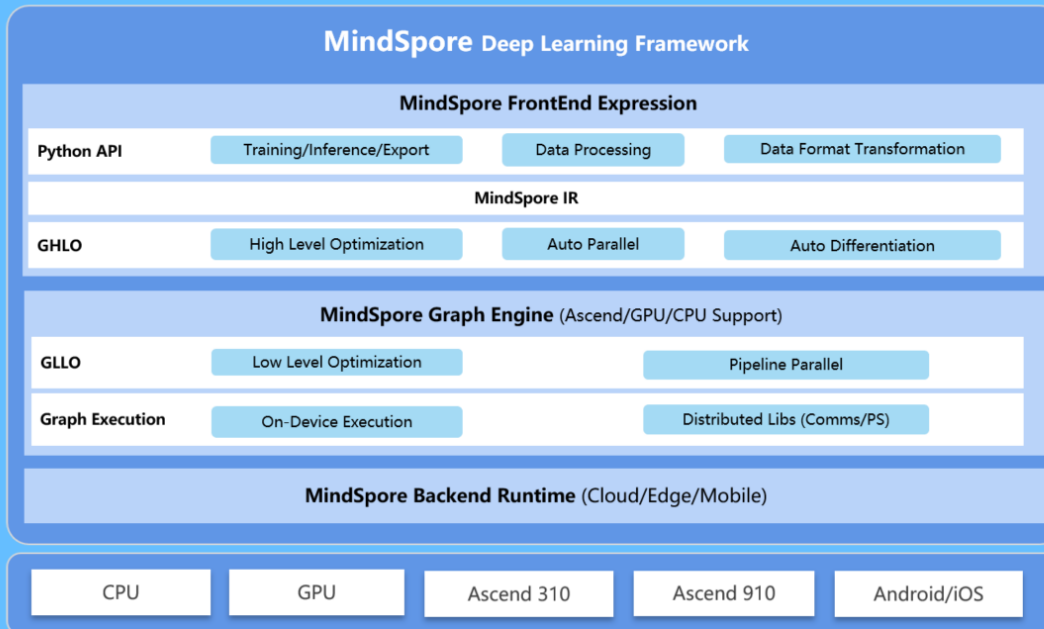 MindSpore Deep Learning Framework
MindSpore FrontEnd Expression
Python API Training/Inference/Export Data Processing Data Format Transformation
MindSpore IR
GHLO High Level Optimization Auto Parallel Auto Differentiation
MindSpore Graph Engine (Ascend/GPU/CPU Support)
GLLO Low Level Optimization Pipeline Parallel
Graph Execution On-Device Execution Distributed Libs (Comms/PS)
MindSpore Backend Runtime (Cloud/Edge/Mobile)
CPU GPU Ascend 310 Ascend 910 Android/iOS